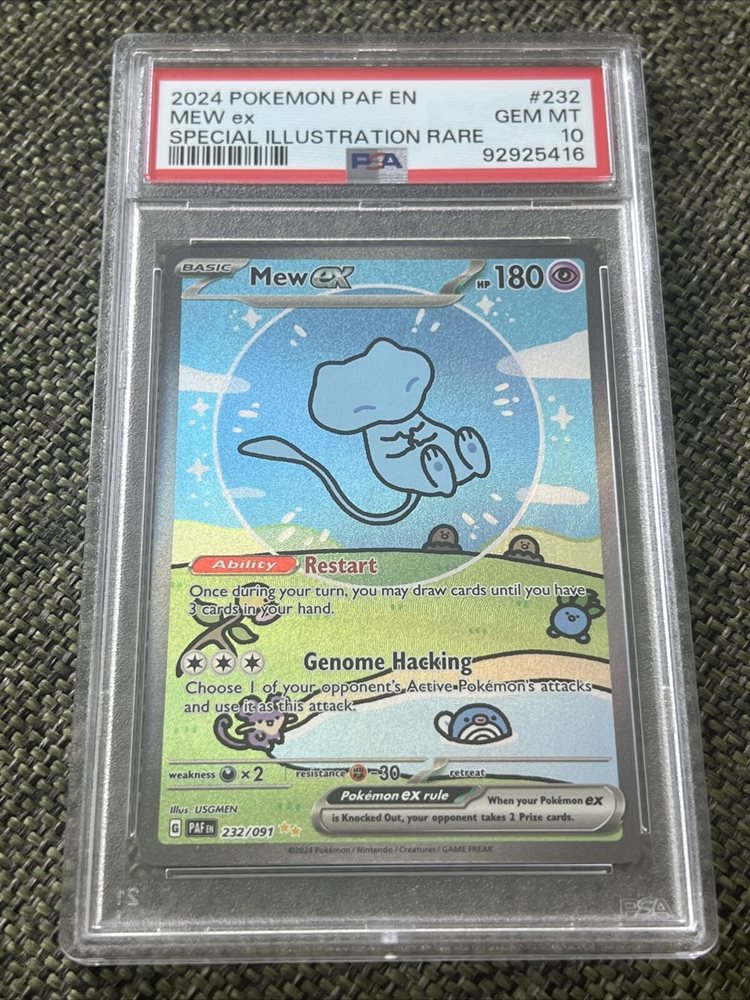 2024 POKEMON PAF EN #232
MEW ex GEM MT
SPECIAL ILLUSTRATION RARE 10
PSA 92925416
BASIC Mew ex HP 180
Ability Restart
Once during your turn, you may draw cards until you have
3 cards in your hand.
Genome Hacking
Choose 1 of your opponent's Active Pokémon's attacks
and use it as this attack.
weakness ×2 resistance -30 retreat
Pokémon ex rule When your Pokémon ex
is Knocked Out, your opponent takes 2 Prize cards.
Illus. USGMEN
G PAF EN 232/091
©2024 Pokémon / Nintendo / Creatures / GAME FREAK
PSA